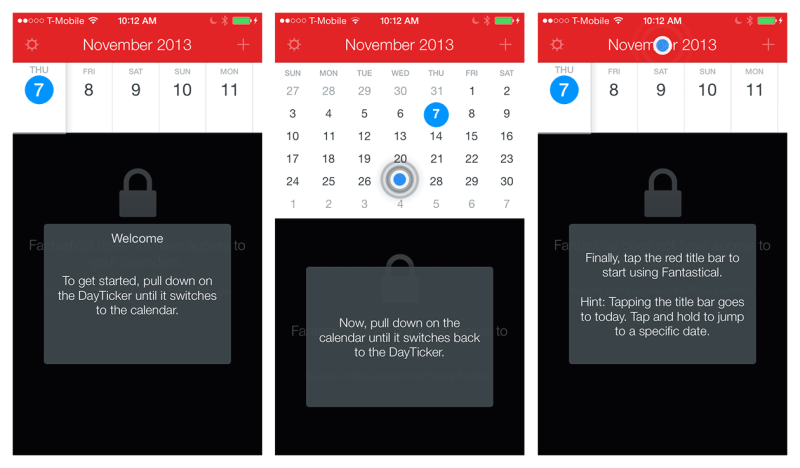 T-Mobile 10:12 AM
November 2013
THU FRI SAT SUN MON
7 8 9 10 11
Welcome
To get started, pull down on
the DayTicker until it switches
to the calendar.
T-Mobile 10:12 AM
November 2013
SUN MON TUE WED THU FRI SAT
27 28 29 30 31 1 2
3 4 5 6 7 8 9
10 11 12 13 14 15 16
17 18 19 20 21 22 23
24 25 26 28 29 30
1 2 3 4 5 6 7
Now, pull down on the
calendar until it switches back
to the DayTicker.
T-Mobile 10:12 AM
November 2013
THU FRI SAT SUN MON
7 8 9 10 11
Finally, tap the red title bar to
start using Fantastical.
Hint: Tapping the title bar goes
to today. Tap and hold to jump
to a specific date.